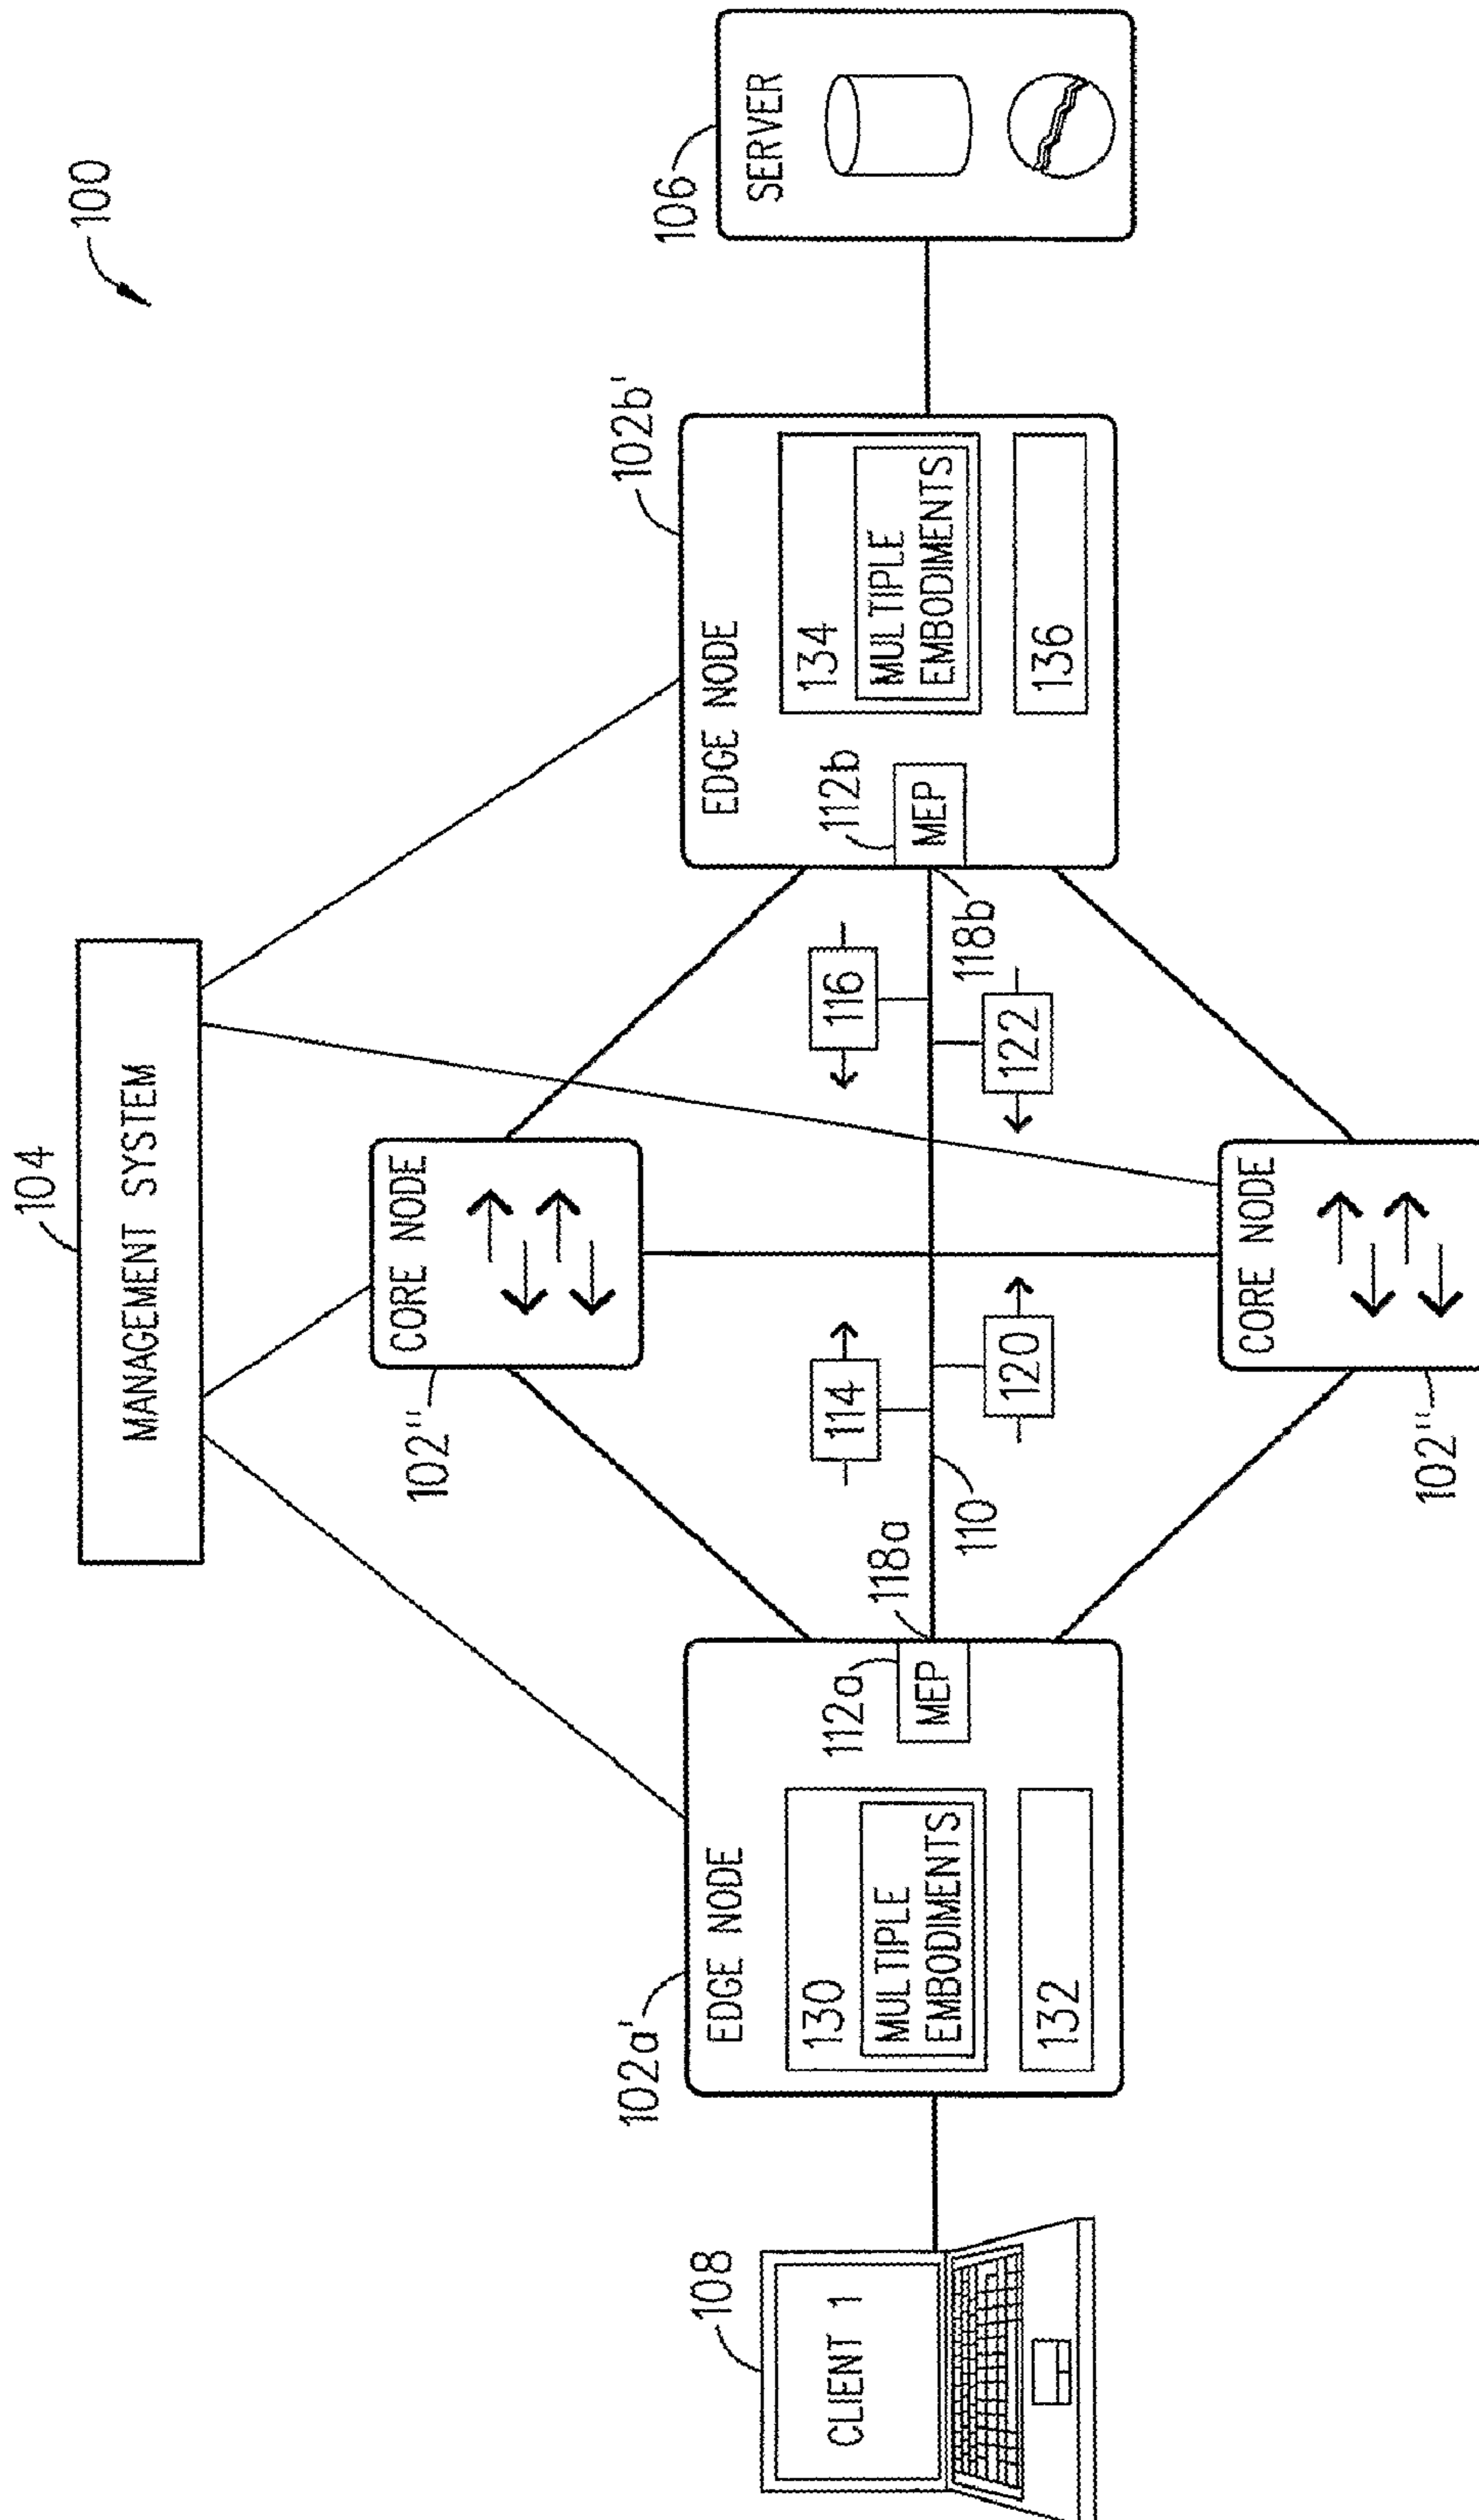 100
104
MANAGEMENT SYSTEM
102"
CORE NODE
108
CLIENT 1
102a'
EDGE NODE
130
MULTIPLE
EMBODIMENTS
132
112a
MEP
118a
110
114
120
116
122
118b
112b
MEP
102b'
EDGE NODE
134
MULTIPLE
EMBODIMENTS
136
106
SERVER
CORE NODE
102"